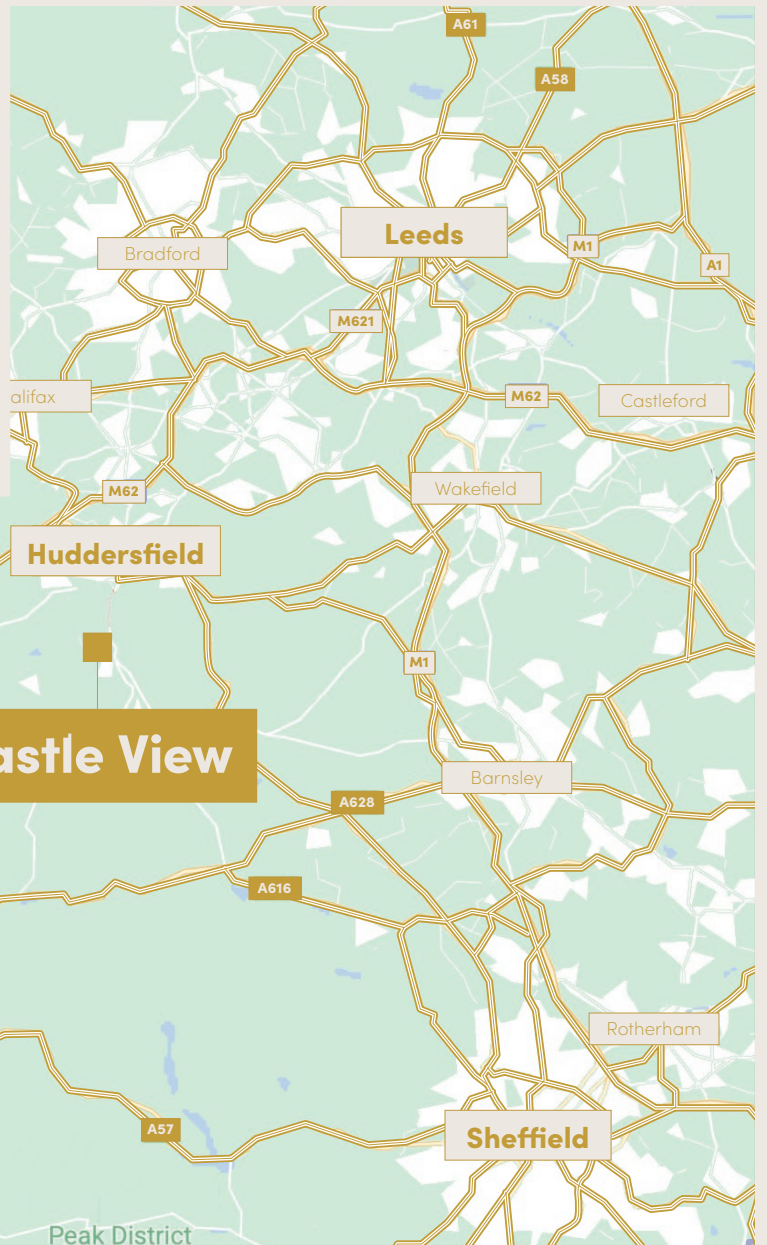 A61
A58
Leeds
Bradford
M1
A1
M621
alifax
M62
Castleford
Wakefield
M62
Huddersfield
M1
astle View
Barnsley
A628
A616
Rotherham
A57
Sheffield
Peak District